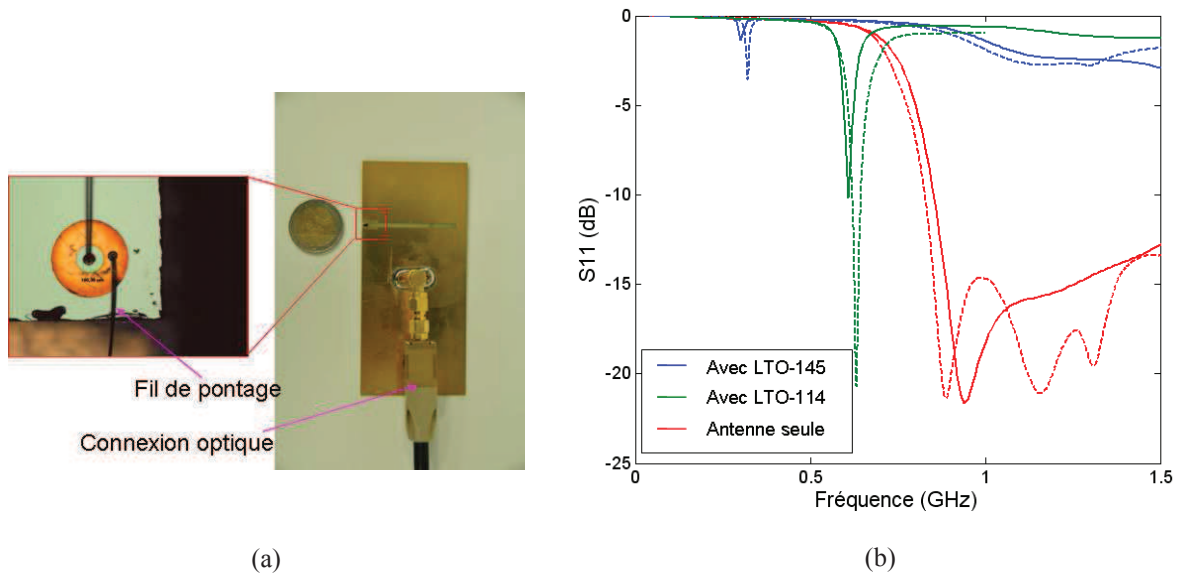 Fil de pontage
Connexion optique
(a)
0
-5
-10
-15
-20
-25
S11 (dB)
Avec LTO-145
Avec LTO-114
Antenne seule
0
0.5
1
1.5
Fréquence (GHz)
(b)